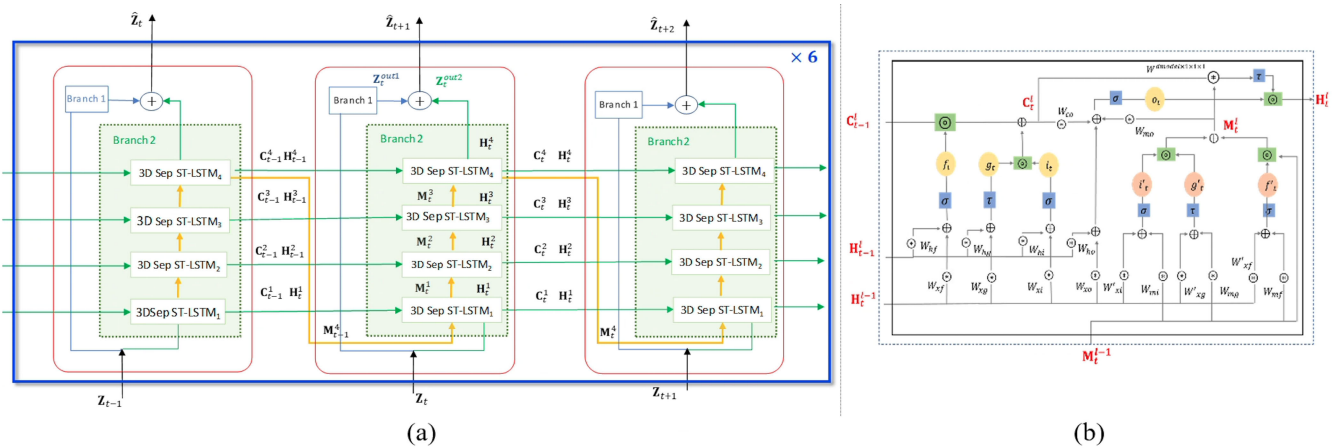 Ẑ_t Ẑ_{t+1} Ẑ_{t+2}
× 6
Z_t^{out1} Z_t^{out2}
Branch 1 + Branch 1 + Branch 1 +
Branch 2 Branch 2 Branch 2
H_t^4
C_{t-1}^4 H_{t-1}^4 C_t^4 H_t^4
3D Sep ST-LSTM_4 3D Sep ST-LSTM_4 3D Sep ST-LSTM_4
C_{t-1}^3 H_{t-1}^3 M_t^3 H_t^3 C_t^3 H_t^3
3D Sep ST-LSTM_3 3D Sep ST-LSTM_3 3D Sep ST-LSTM_3
C_{t-1}^2 H_{t-1}^2 M_t^2 H_t^2 C_t^2 H_t^2
3D Sep ST-LSTM_2 3D Sep ST-LSTM_2 3D Sep ST-LSTM_2
C_{t-1}^1 H_t^1 M_t^1 H_t^1 C_t^1 H_t^1
3DSep ST-LSTM_1 3D Sep ST-LSTM_1 3D Sep ST-LSTM_1
M_{t-1}^4 M_t^4
Z_{t-1} Z_t Z_{t+1}
(a)
W^{dmodel×1×1×1} τ
C_t^l σ o_t H_t^l
C_{t-1}^l W_{co} W_{mo} M_t^l
f_t g_t i_t i'_t g'_t f'_t
σ τ σ σ τ σ
H_{t-1}^l W_{hf} W_{hg} W_{hi} W_{ho} W'_{xf}
W_{xf} W_{xg} W_{xi} W_{xo} W'_{xi} W_{mi} W'_{xg} W_{mg} W_{mf}
H_t^{l-1}
M_t^{l-1}
(b)